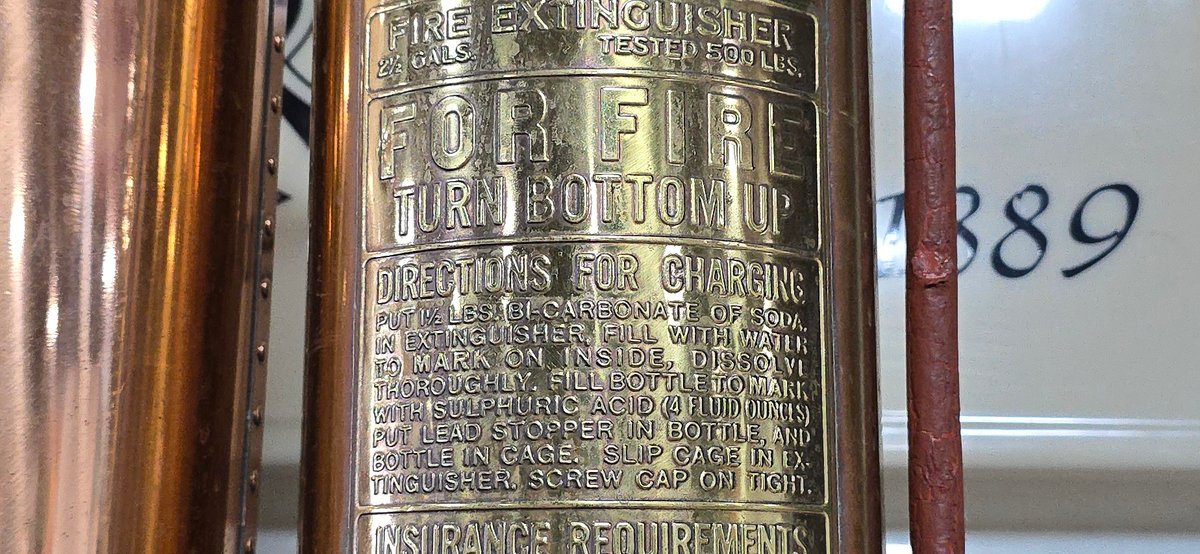 FIRE EXTINGUISHER
2½ GALS. TESTED 500 LBS.
FOR FIRE
TURN BOTTOM UP
DIRECTIONS FOR CHARGING
PUT 1½ LBS. BI-CARBONATE OF SODA.
IN EXTINGUISHER. FILL WITH WATER
TO MARK ON INSIDE, DISSOLVE
THOROUGHLY. FILL BOTTLE TO MARK
WITH SULPHURIC ACID (4 FLUID OUNCES)
PUT LEAD STOPPER IN BOTTLE, AND
BOTTLE IN CAGE. SLIP CAGE IN EX-
TINGUISHER. SCREW CAP ON TIGHT.
INSURANCE REQUIREMENTS
1889